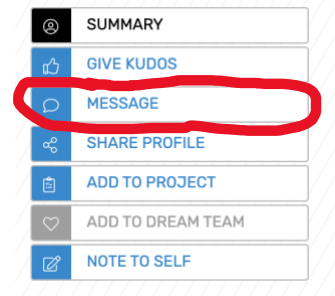 SUMMARY
GIVE KUDOS
MESSAGE
SHARE PROFILE
ADD TO PROJECT
ADD TO DREAM TEAM
NOTE TO SELF